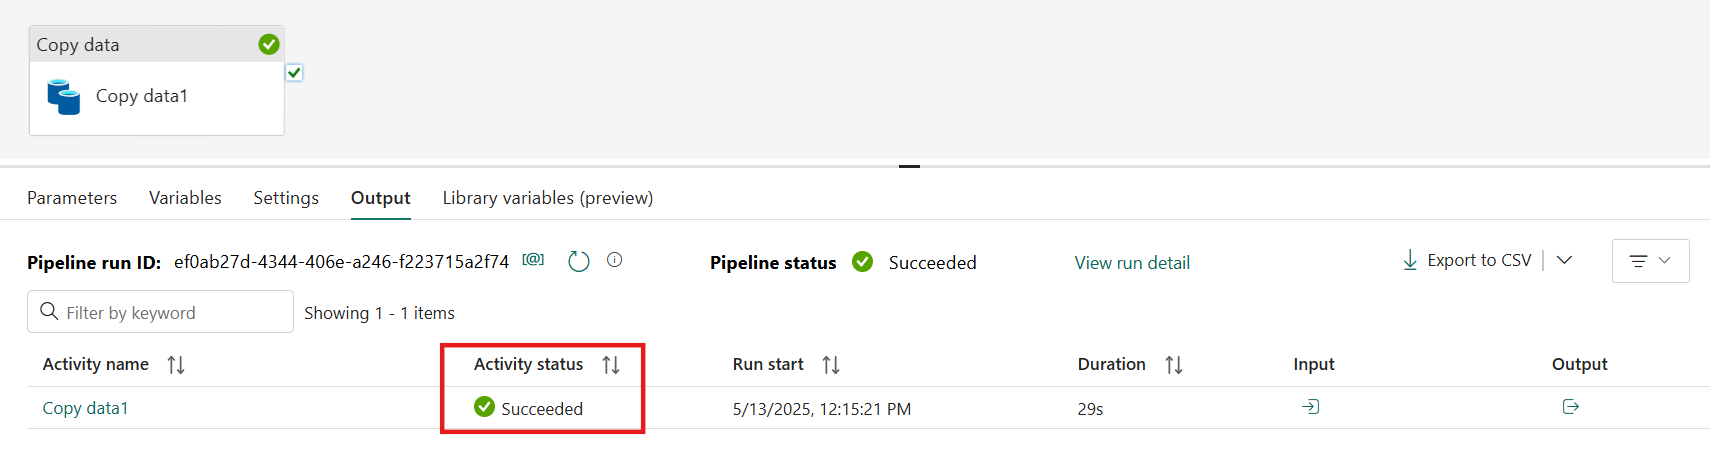 Copy data
Copy data1
Parameters Variables Settings Output Library variables (preview)
Pipeline run ID: ef0ab27d-4344-406e-a246-f223715a2f74 Pipeline status Succeeded View run detail Export to CSV
Filter by keyword Showing 1 - 1 items
Activity name Activity status Run start Duration Input Output
Copy data1 Succeeded 5/13/2025, 12:15:21 PM 29s